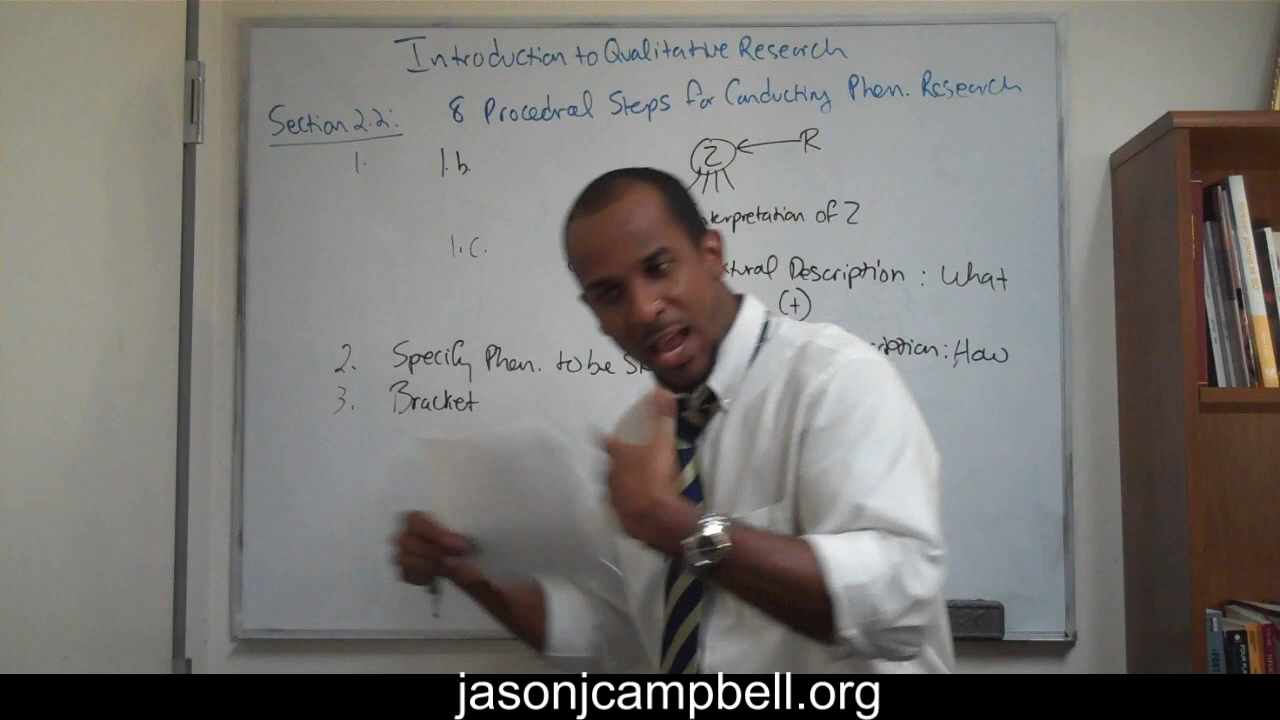 Introduction to Qualitative Research
Section 2.2: 8 Procedral Steps for Conducting Phen. Research
1. 1.b. Z R
nterpretation of Z
1.c.
tural Description : What
(+)
2. Specify Phen. to be ption : How
3. Bracket
jasonjcampbell.org